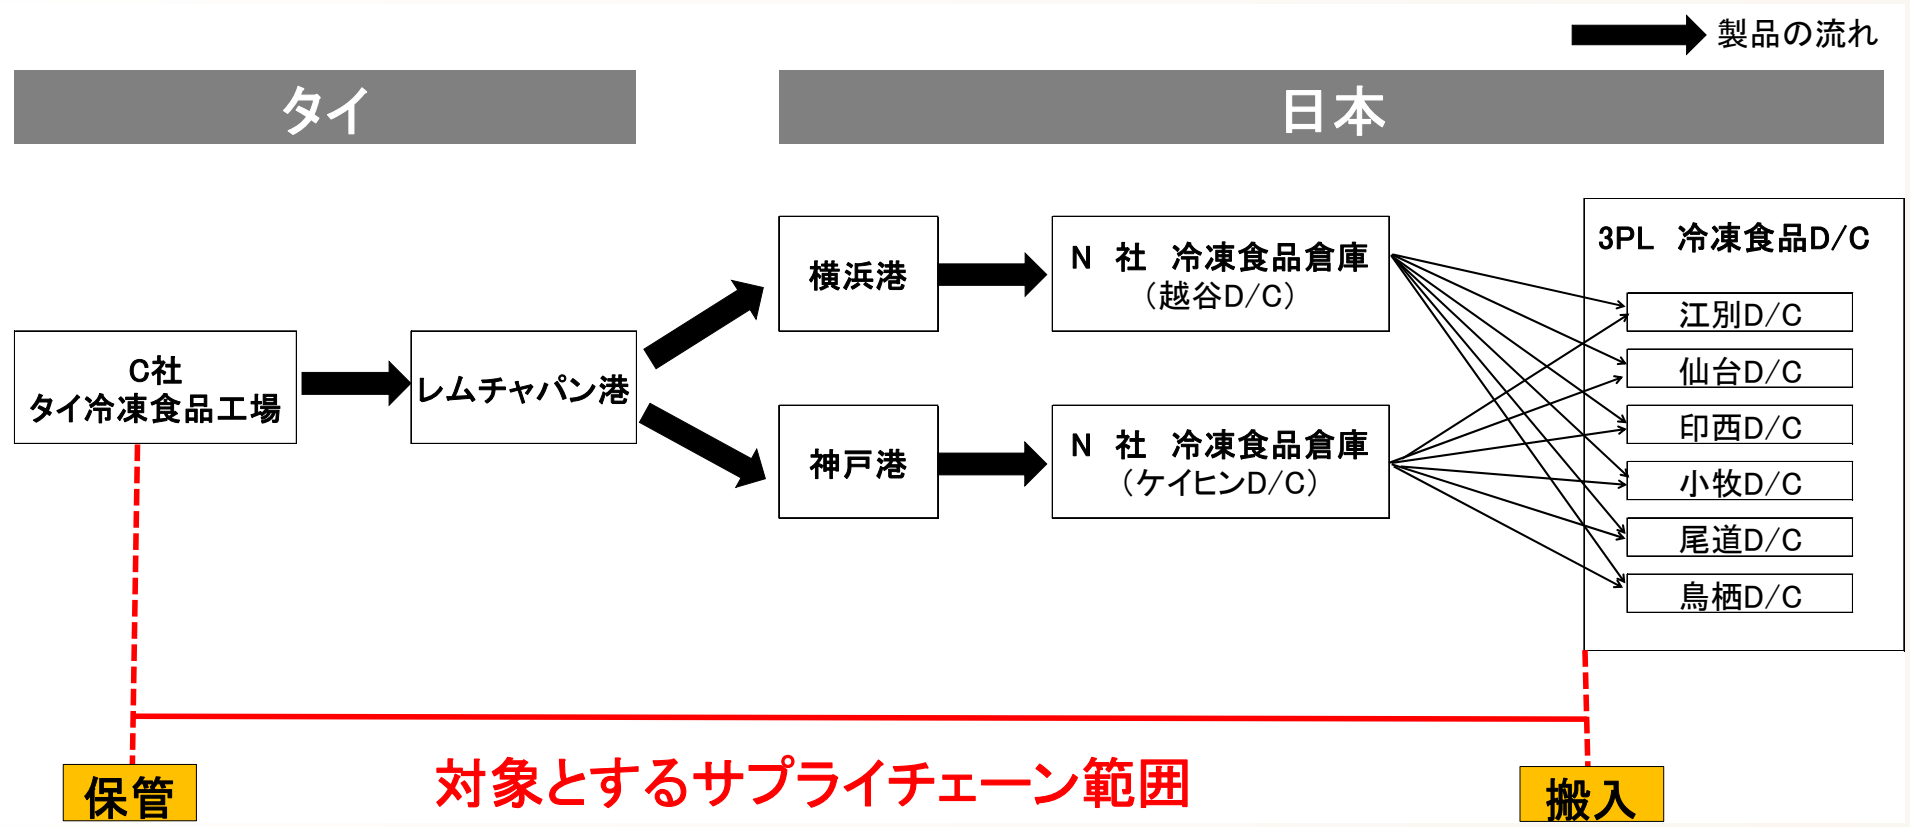 製品の流れ
タイ
日本
C社
タイ冷凍食品工場
レムチャバン港
横浜港
神戸港
N 社 冷凍食品倉庫
（越谷D/C）
N 社 冷凍食品倉庫
（ケイヒンD/C）
3PL 冷凍食品D/C
江別D/C
仙台D/C
印西D/C
小牧D/C
尾道D/C
鳥栖D/C
対象とするサプライチェーン範囲
保管
搬入